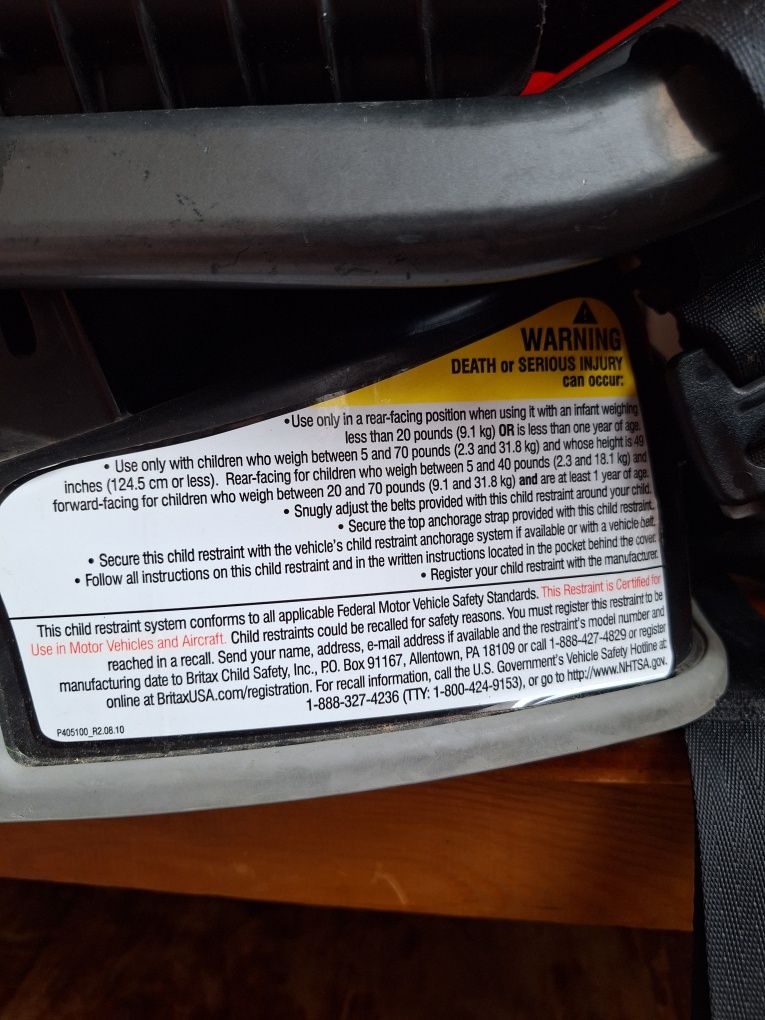 WARNING
DEATH or SERIOUS INJURY
can occur:
•Use only in a rear-facing position when using it with an infant weighing
less than 20 pounds (9.1 kg) OR is less than one year of age.
• Use only with children who weigh between 5 and 70 pounds (2.3 and 31.8 kg) and whose height is 49
inches (124.5 cm or less). Rear-facing for children who weigh between 5 and 40 pounds (2.3 and 18.1 kg) and
forward-facing for children who weigh between 20 and 70 pounds (9.1 and 31.8 kg) and are at least 1 year of age.
• Snugly adjust the belts provided with this child restraint around your child.
• Secure the top anchorage strap provided with this child restraint.
• Secure this child restraint with the vehicle's child restraint anchorage system if available or with a vehicle belt.
• Follow all instructions on this child restraint and in the written instructions located in the pocket behind the cover.
• Register your child restraint with the manufacturer.
This child restraint system conforms to all applicable Federal Motor Vehicle Safety Standards. This Restraint is Certified for
Use in Motor Vehicles and Aircraft. Child restraints could be recalled for safety reasons. You must register this restraint to be
reached in a recall. Send your name, address, e-mail address if available and the restraint's model number and
manufacturing date to Britax Child Safety, Inc., P.O. Box 91167, Allentown, PA 18109 or call 1-888-427-4829 or register
online at BritaxUSA.com/registration. For recall information, call the U.S. Government's Vehicle Safety Hotline at
1-888-327-4236 (TTY: 1-800-424-9153), or go to http://www.NHTSA.gov.
P405100_R2.08.10